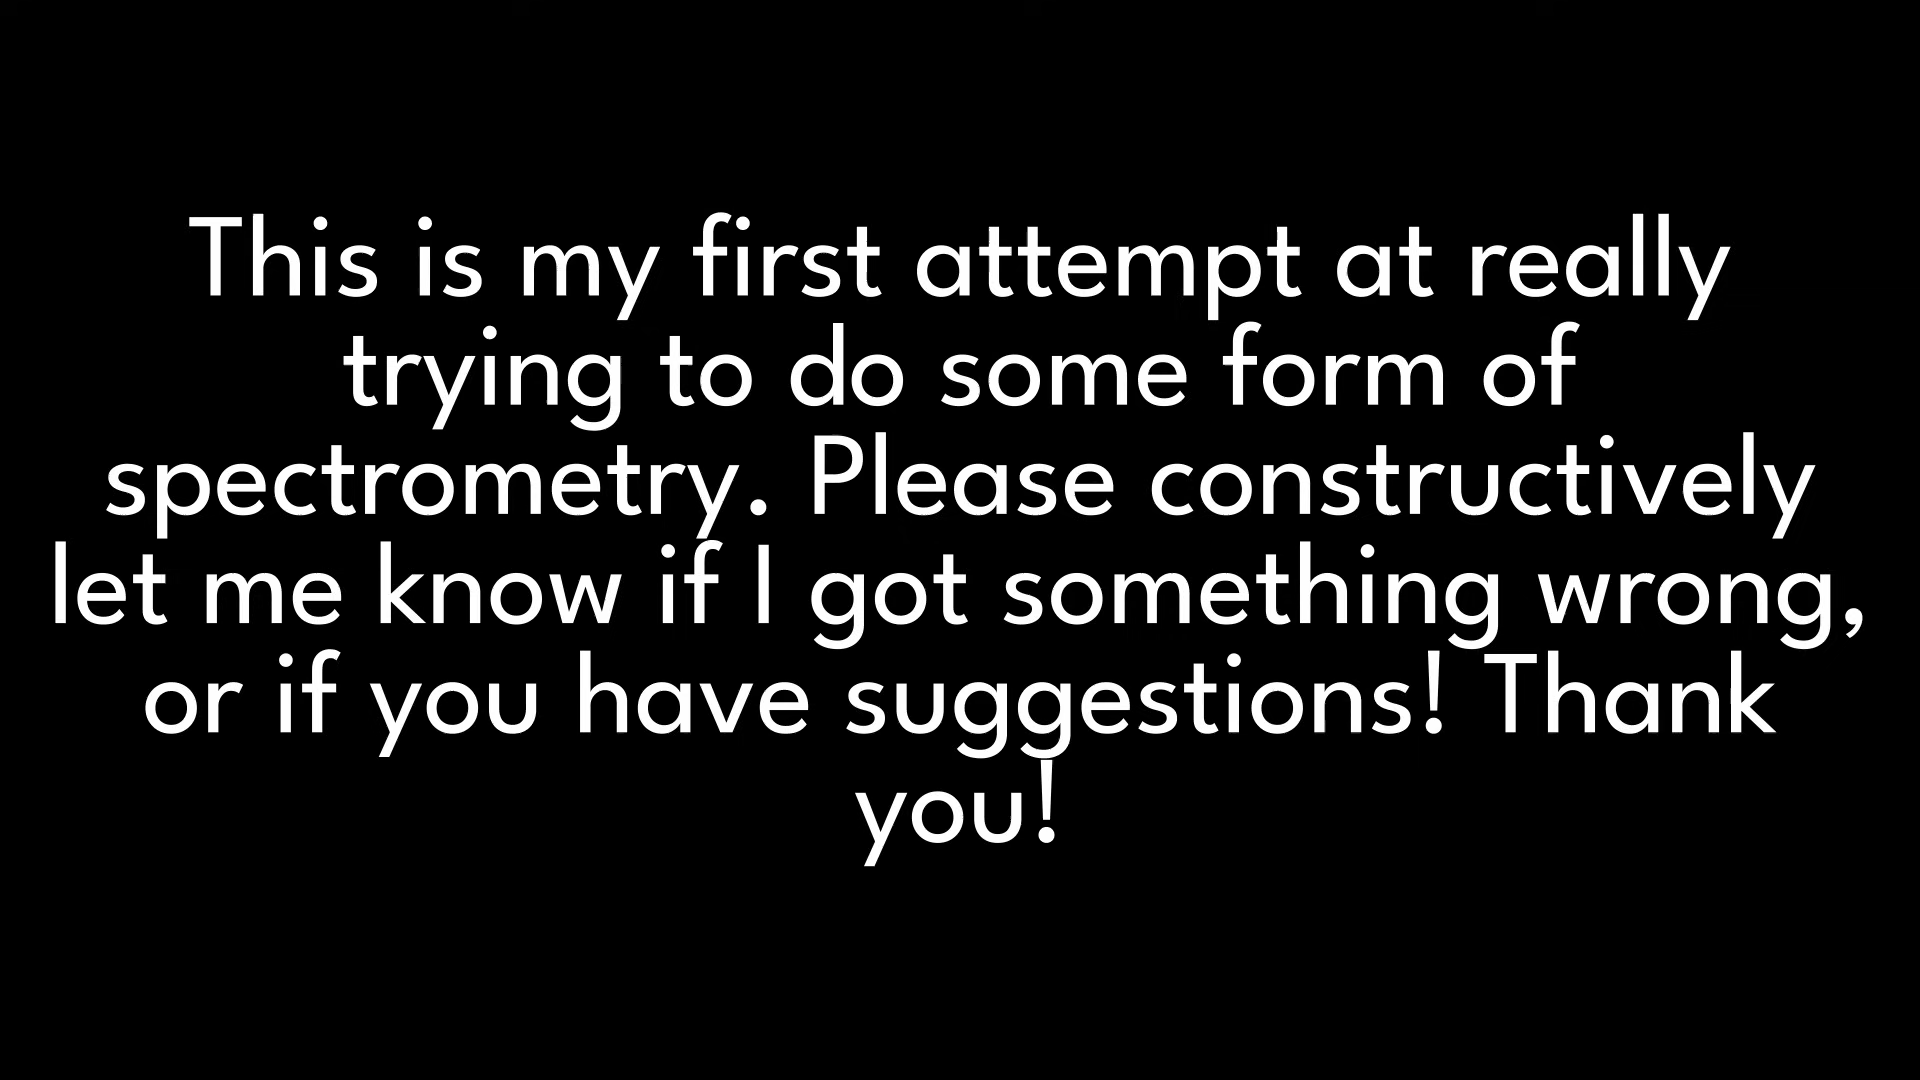 This is my first attempt at really
trying to do some form of
spectrometry. Please constructively
let me know if I got something wrong,
or if you have suggestions! Thank
you!